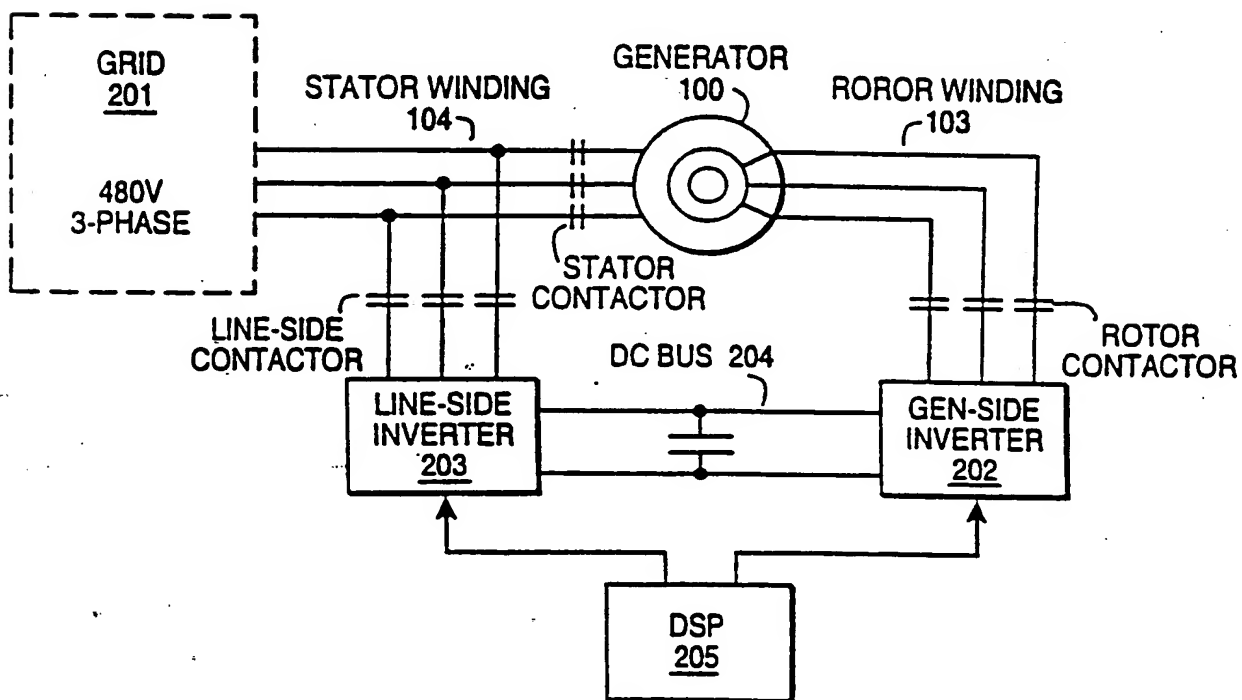 GRID
201
480V
3-PHASE
STATOR WINDING
104
GENERATOR
100
ROROR WINDING
103
STATOR
CONTACTOR
LINE-SIDE
CONTACTOR
ROTOR
CONTACTOR
DC BUS 204
LINE-SIDE
INVERTER
203
GEN-SIDE
INVERTER
202
DSP
205